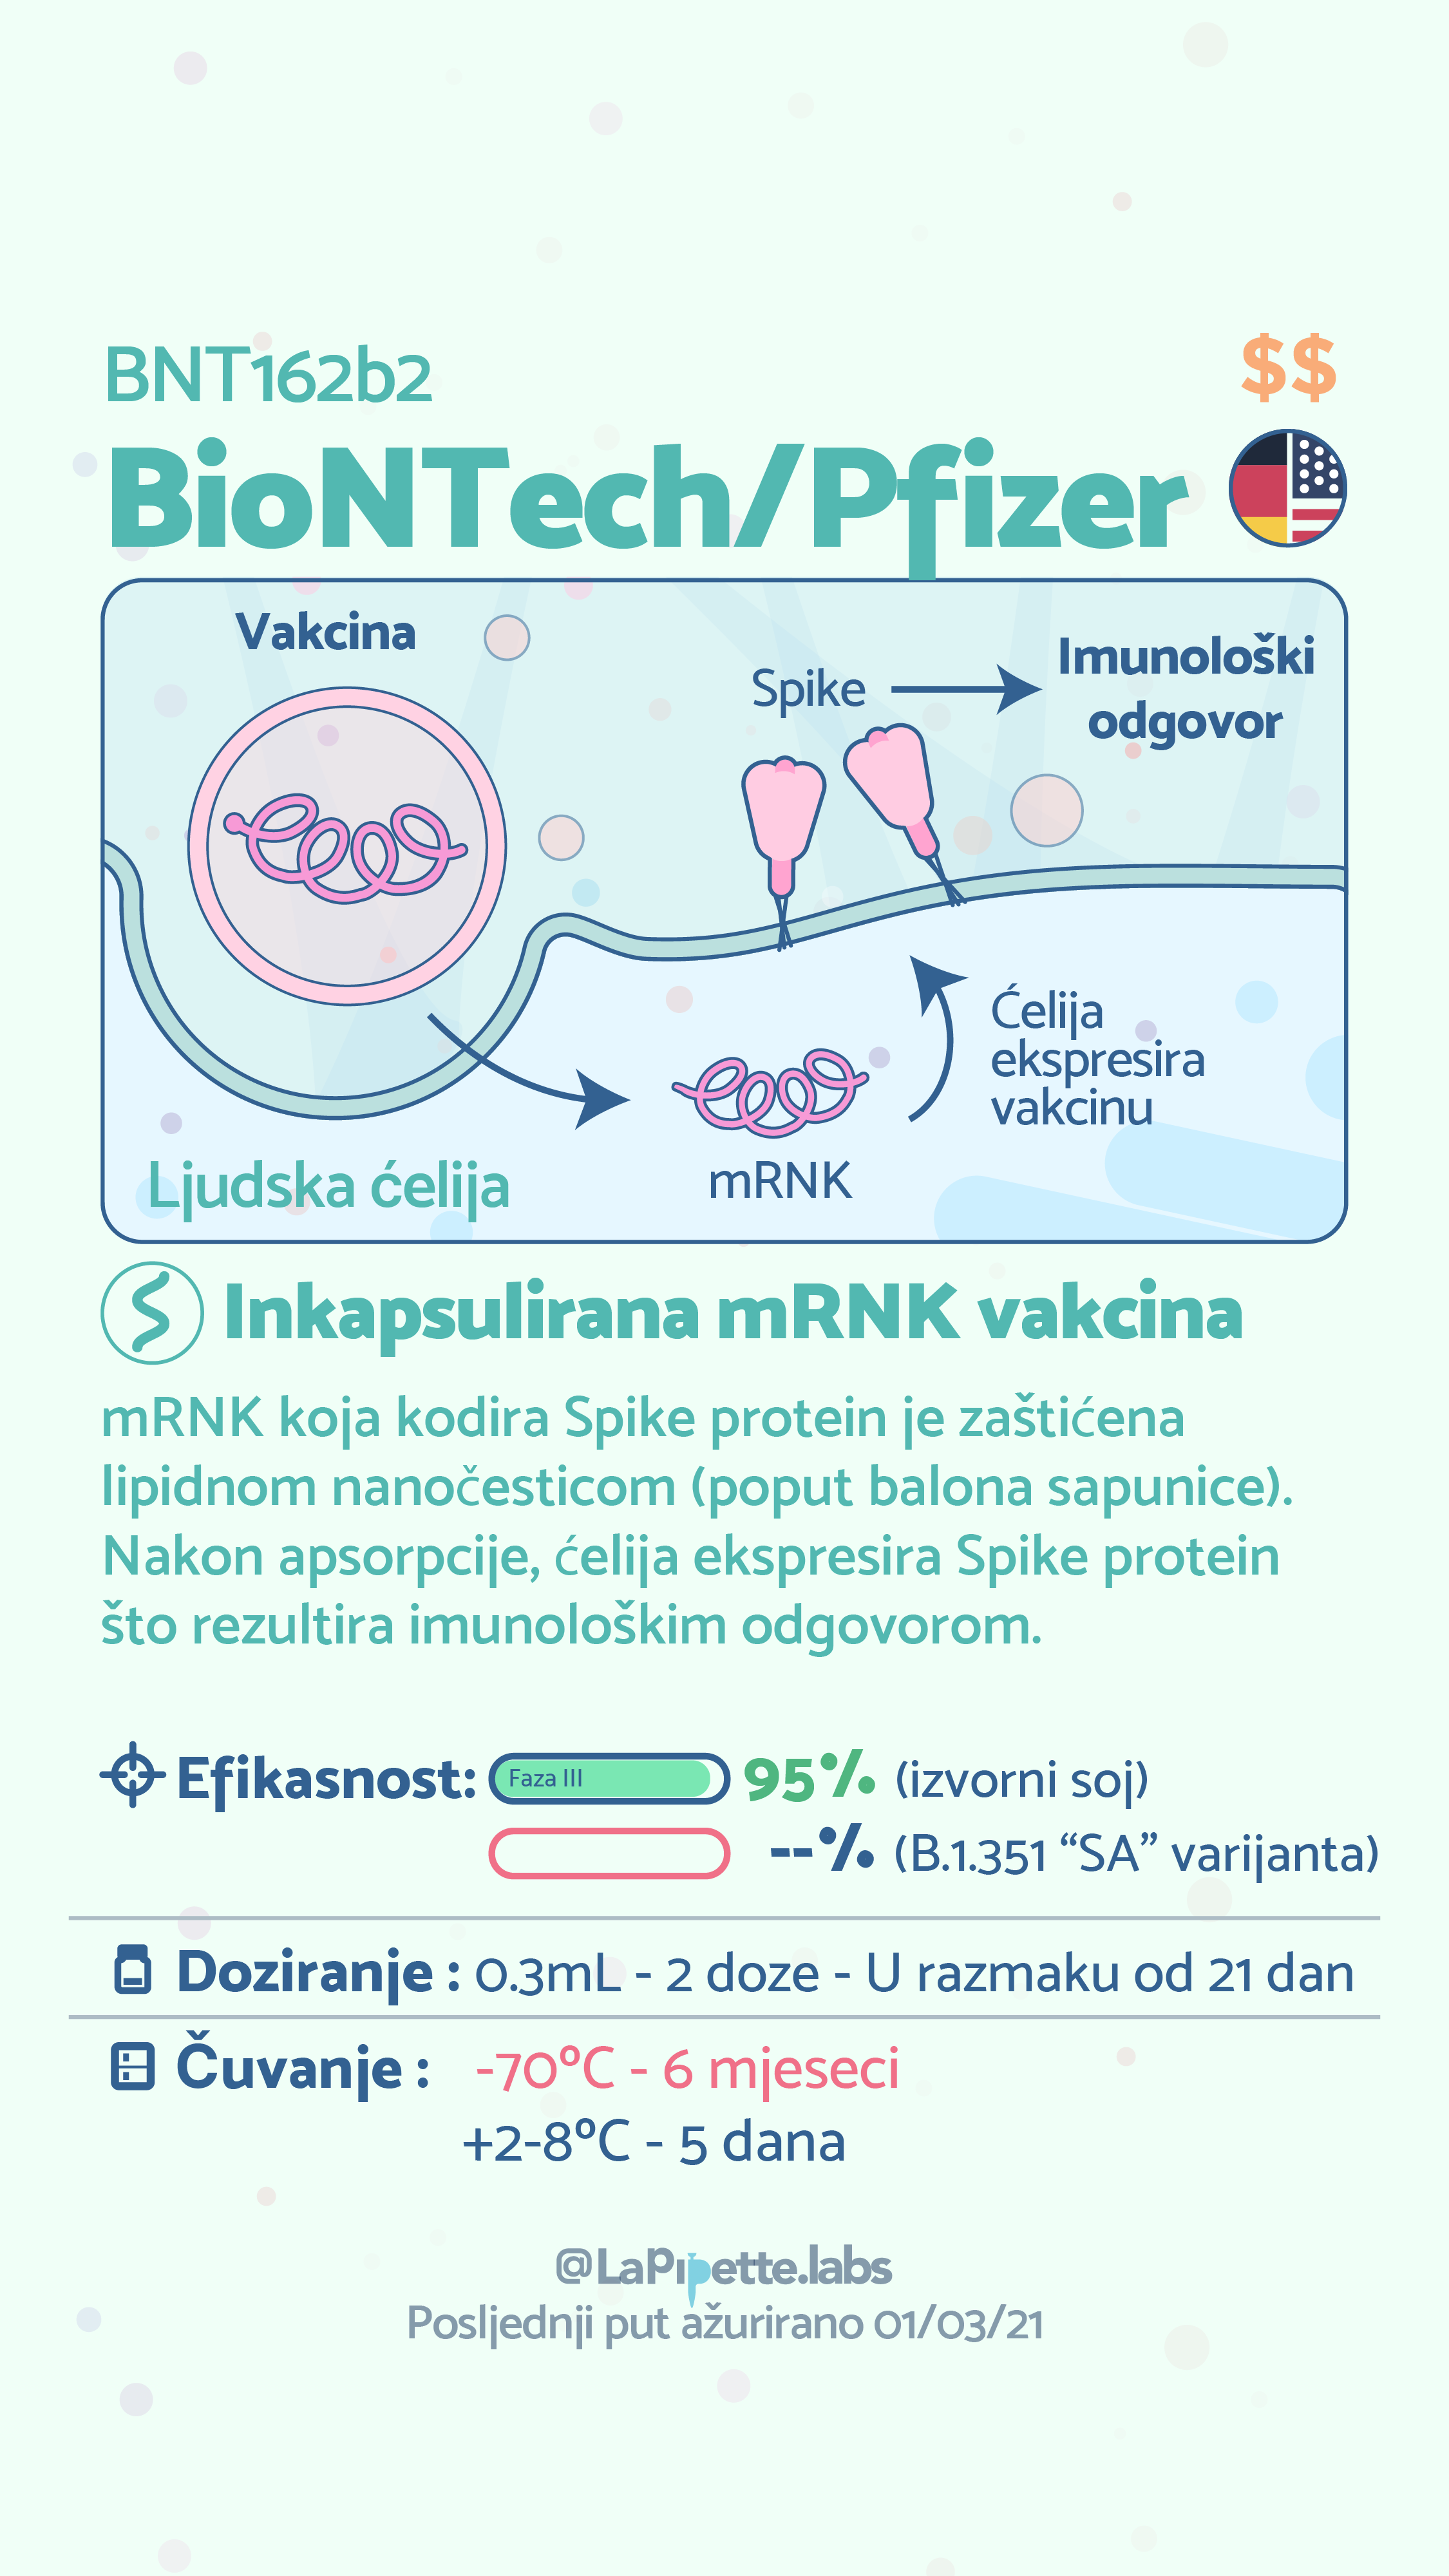 BNT162b2
$$
BioNTech/Pfizer
Vakcina
Spike
Imunološki
odgovor
Ćelija
ekspresira
vakcinu
Ljudska ćelija
mRNK
Inkapsulirana mRNK vakcina
mRNK koja kodira Spike protein je zaštićena
lipidnom nanočesticom (poput balona sapunice).
Nakon apsorpcije, ćelija ekspresira Spike protein
što rezultira imunološkim odgovorom.
Efikasnost: Faza III 95% (izvorni soj)
--% (B.1.351 “SA” varijanta)
Doziranje : 0.3mL - 2 doze - U razmaku od 21 dan
Čuvanje : -70ºC - 6 mjeseci
+2-8ºC - 5 dana
@LaPipette.labs
Posljednji put ažurirano 01/03/21